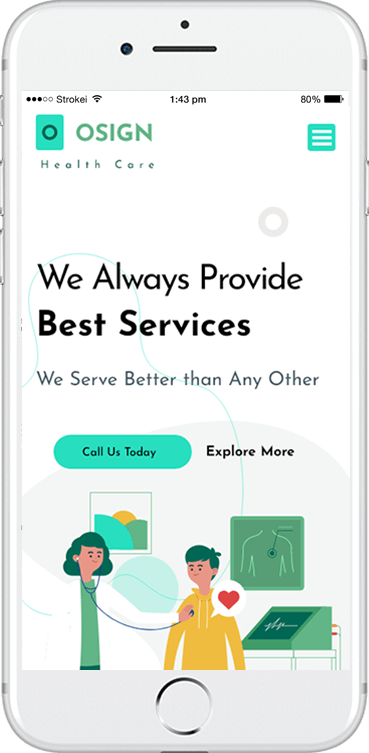 Strokei 1:43 pm 80%
O OSIGN
Health Care
We Always Provide
Best Services
We Serve Better than Any Other
Call Us Today Explore More